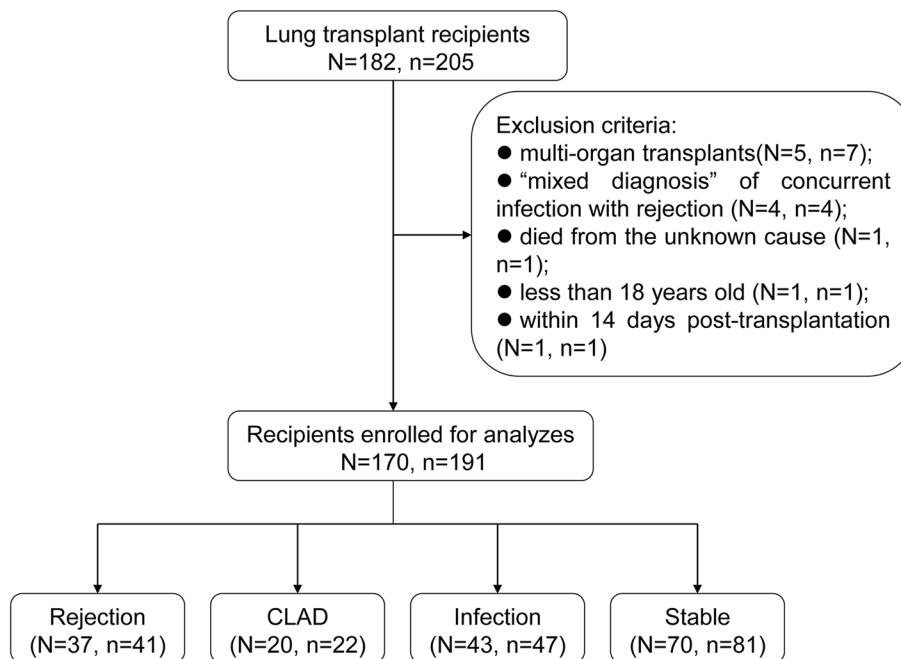 Lung transplant recipients
N=182, n=205
Exclusion criteria:
● multi-organ transplants(N=5, n=7);
● “mixed diagnosis” of concurrent
infection with rejection (N=4, n=4);
● died from the unknown cause (N=1,
n=1);
● less than 18 years old (N=1, n=1);
● within 14 days post-transplantation
(N=1, n=1)
Recipients enrolled for analyzes
N=170, n=191
Rejection
(N=37, n=41)
CLAD
(N=20, n=22)
Infection
(N=43, n=47)
Stable
(N=70, n=81)